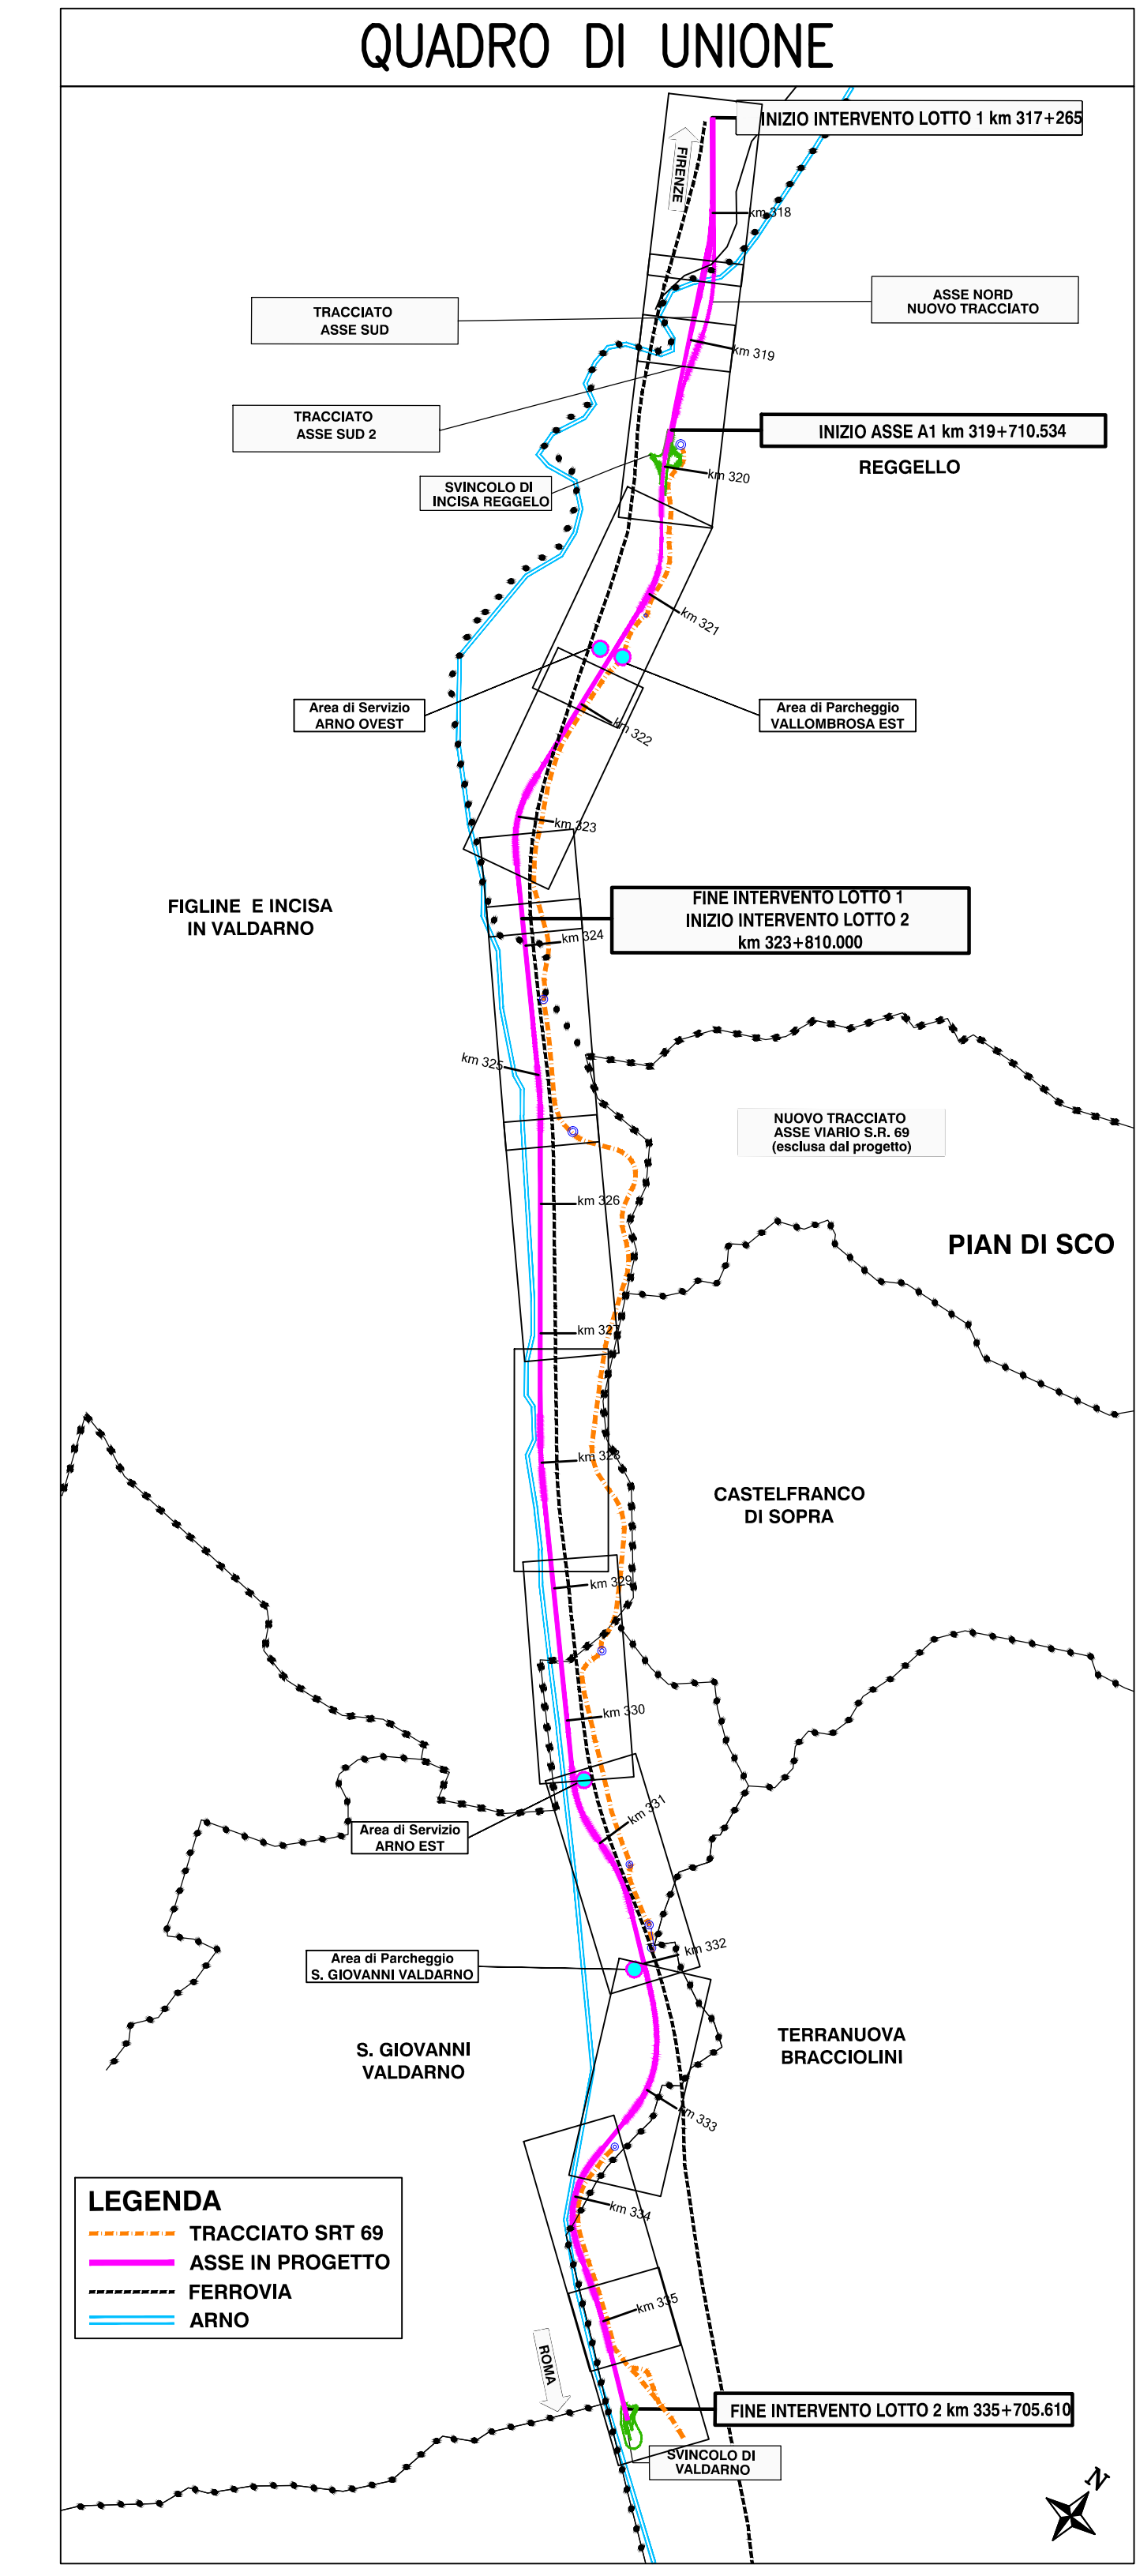 QUADRO DI UNIONE
INIZIO INTERVENTO LOTTO 1 km 317+265
FIRENZE
km 318
ASSE NORD
NUOVO TRACCIATO
TRACCIATO
ASSE SUD
km 319
TRACCIATO
ASSE SUD 2
INIZIO ASSE A1 km 319+710.534
REGGELLO
km 320
SVINCOLO DI
INCISA REGGELO
km 321
Area di Servizio
ARNO OVEST
Area di Parcheggio
VALLOMBROSA EST
km 322
km 323
FIGLINE E INCISA
IN VALDARNO
FINE INTERVENTO LOTTO 1
INIZIO INTERVENTO LOTTO 2
km 323+810.000
km 324
km 325
NUOVO TRACCIATO
ASSE VIARIO S.R. 69
(esclusa dal progetto)
km 326
PIAN DI SCO
km 327
km 328
CASTELFRANCO
DI SOPRA
km 329
km 330
km 331
Area di Servizio
ARNO EST
km 332
Area di Parcheggio
S. GIOVANNI VALDARNO
TERRANUOVA
BRACCIOLINI
S. GIOVANNI
VALDARNO
km 333
km 334
LEGENDA
TRACCIATO SRT 69
ASSE IN PROGETTO
FERROVIA
ARNO
km 335
ROMA
FINE INTERVENTO LOTTO 2 km 335+705.610
SVINCOLO DI
VALDARNO
N